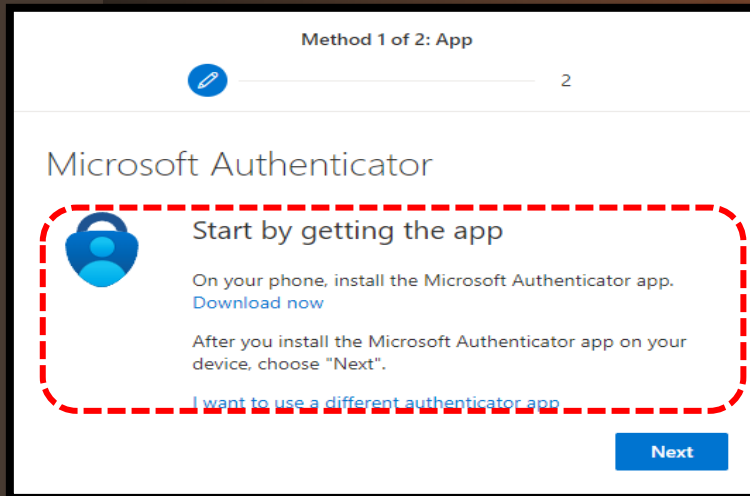 Method 1 of 2: App
2
Microsoft Authenticator
Start by getting the app
On your phone, install the Microsoft Authenticator app.
Download now
After you install the Microsoft Authenticator app on your
device, choose "Next".
I want to use a different authenticator app
Next